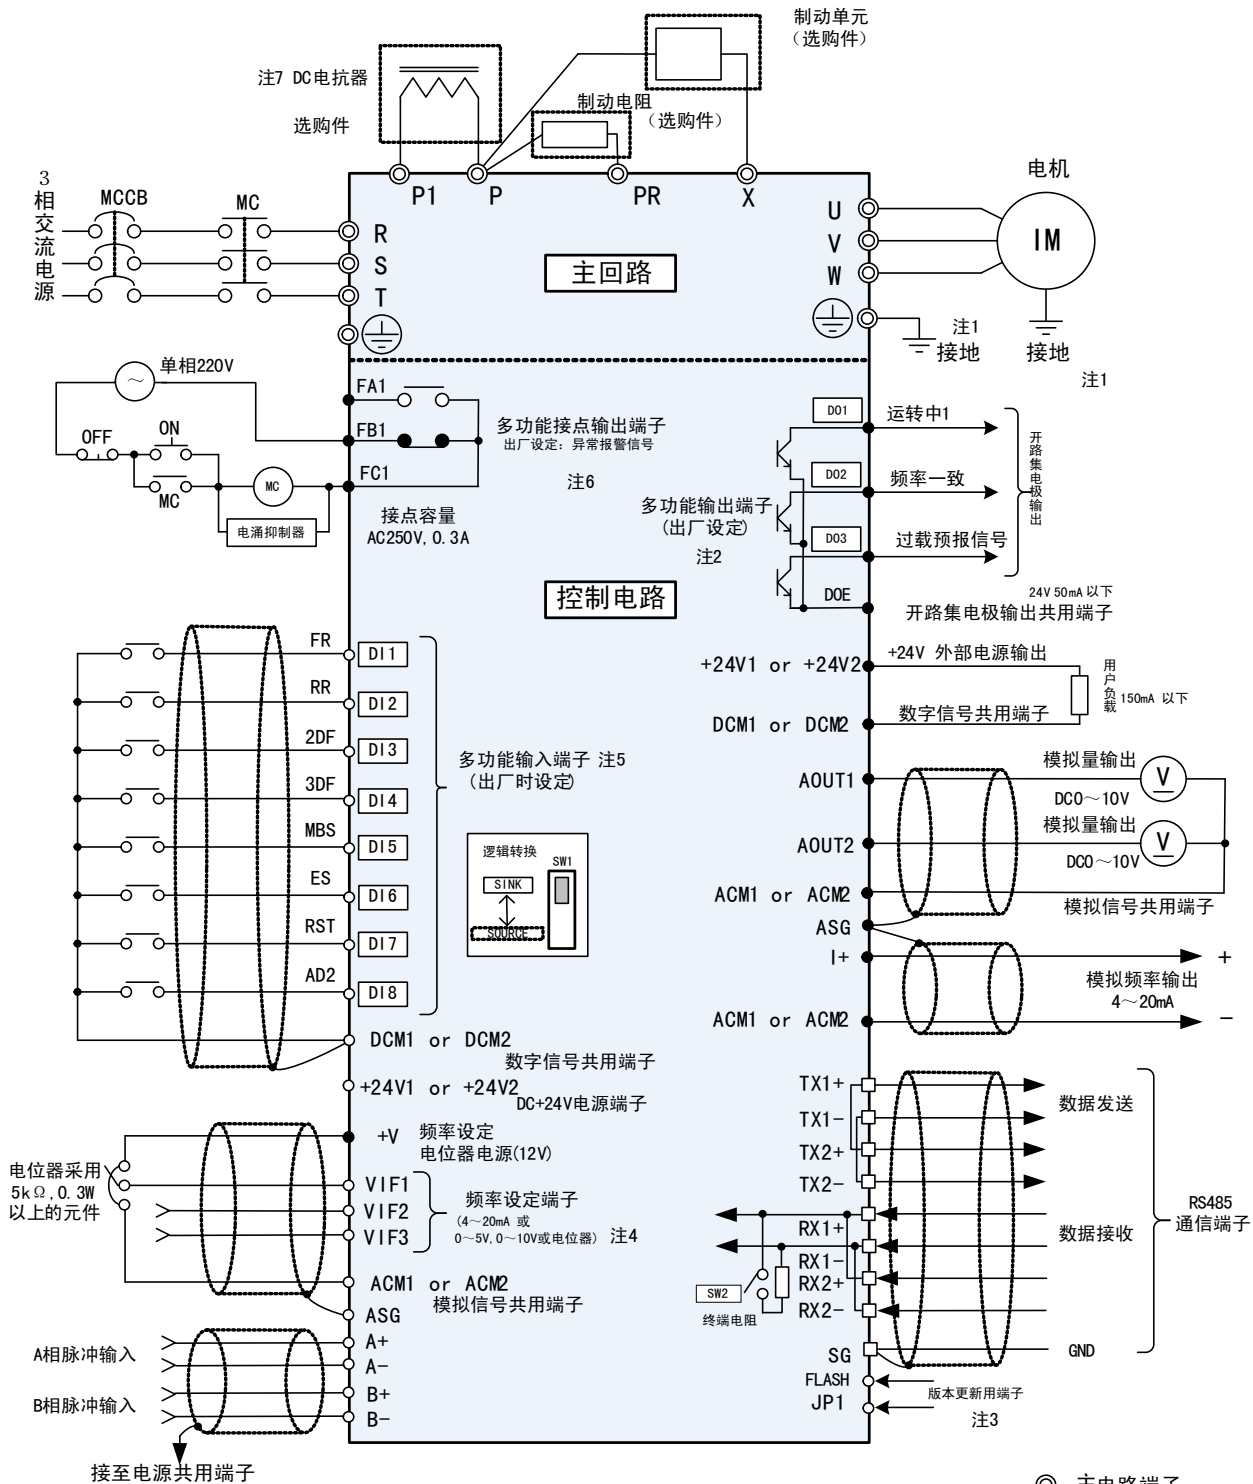 制动单元
（选购件）
注7 DC电抗器
选购件
制动电阻
（选购件）
P1
P
PR
X
3
相
交
流
电
源
MCCB
MC
R
S
T
主回路
U
V
W
电机
IM
注1
接地
接地
注1
单相220V
OFF
ON
MC
MC
电涌抑制器
FA1
FB1
FC1
多功能接点输出端子
出厂设定：异常报警信号
注6
接点容量
AC250V, 0.3A
DO1
运转中1
DO2
频率一致
DO3
过载预报信号
多功能输出端子
(出厂设定)
注2
DOE
开路集电极输出
24V 50mA 以下
开路集电极输出共用端子
控制电路
FR
DI1
RR
DI2
2DF
DI3
3DF
DI4
MBS
DI5
ES
DI6
RST
DI7
AD2
DI8
多功能输入端子 注5
(出厂时设定)
逻辑转换
SW1
SINK
SOURCE
+24V1 or +24V2
+24V 外部电源输出
用户负载
150mA 以下
DCM1 or DCM2
数字信号共用端子
AOUT1
模拟量输出
V
DC0～10V
AOUT2
模拟量输出
V
DC0～10V
ACM1 or ACM2
模拟信号共用端子
ASG
I+
+
模拟频率输出
4～20mA
ACM1 or ACM2
−
DCM1 or DCM2
数字信号共用端子
+24V1 or +24V2
DC+24V电源端子
+V
频率设定
电位器电源(12V)
电位器采用
5kΩ, 0.3W
以上的元件
VIF1
VIF2
VIF3
频率设定端子
(4～20mA 或
0～5V, 0～10V或电位器)
注4
ACM1 or ACM2
模拟信号共用端子
ASG
A相脉冲输入
A+
A−
B相脉冲输入
B+
B−
接至电源共用端子
TX1+
TX1−
TX2+
TX2−
数据发送
RX1+
RX1−
RX2+
RX2−
数据接收
RS485
通信端子
SW2
终端电阻
SG
GND
FLASH
JP1
版本更新用端子
注3